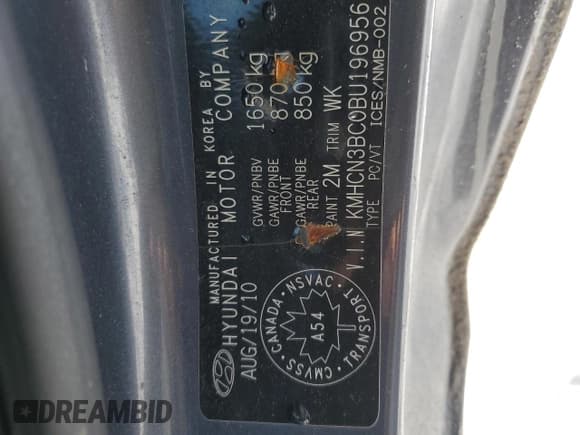 MANUFACTURED IN KOREA BY
HYUNDAI MOTOR COMPANY
AUG/19/10
GVWR/PNBV 1650 kg
GAWR/PNBE FRONT 870
GAWR/PNBE REAR 850 kg
PAINT 2M TRIM WK
V.I.N KMHCN3BC0BU196956
TYPE PC/VT ICES/NMB-002
CANADA · NSVAC · TRANSPORT · CMVSS ·
A54
DREAMBID